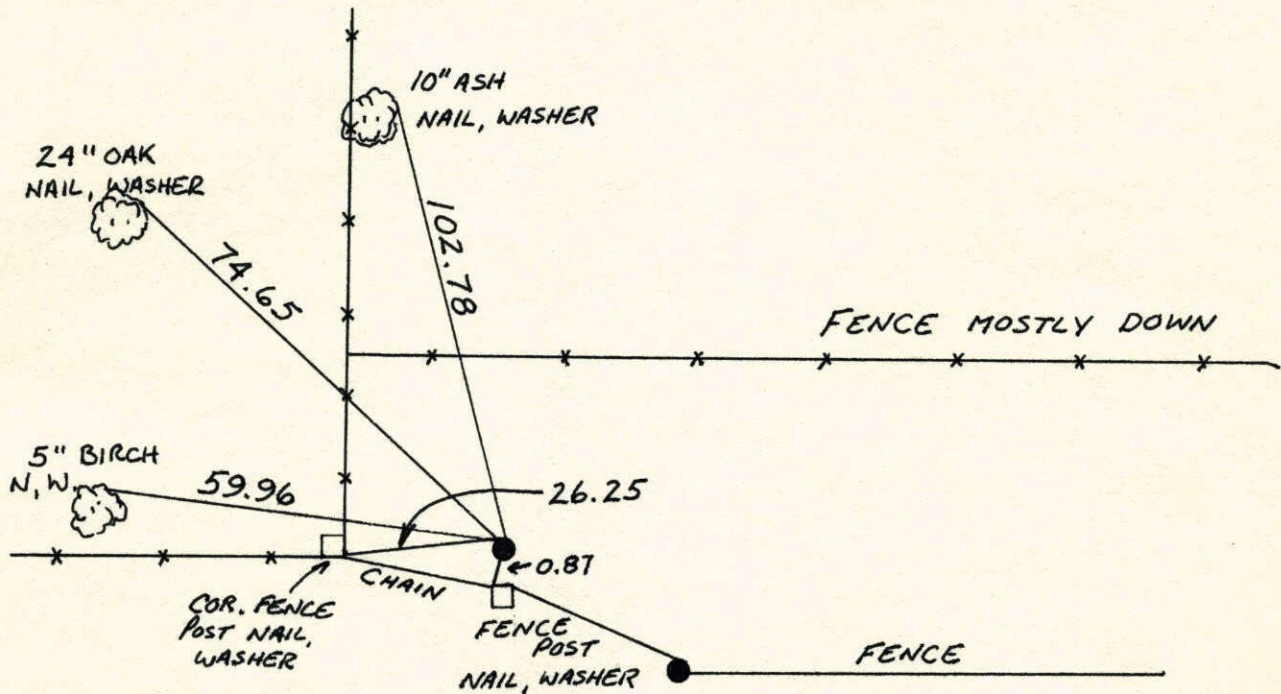 10" ASH
NAIL, WASHER
24" OAK
NAIL, WASHER
102.78
74.65
FENCE MOSTLY DOWN
5" BIRCH
N, W.
59.96
26.25
0.87
CHAIN
COR. FENCE
POST NAIL,
WASHER
FENCE
POST
NAIL, WASHER
FENCE